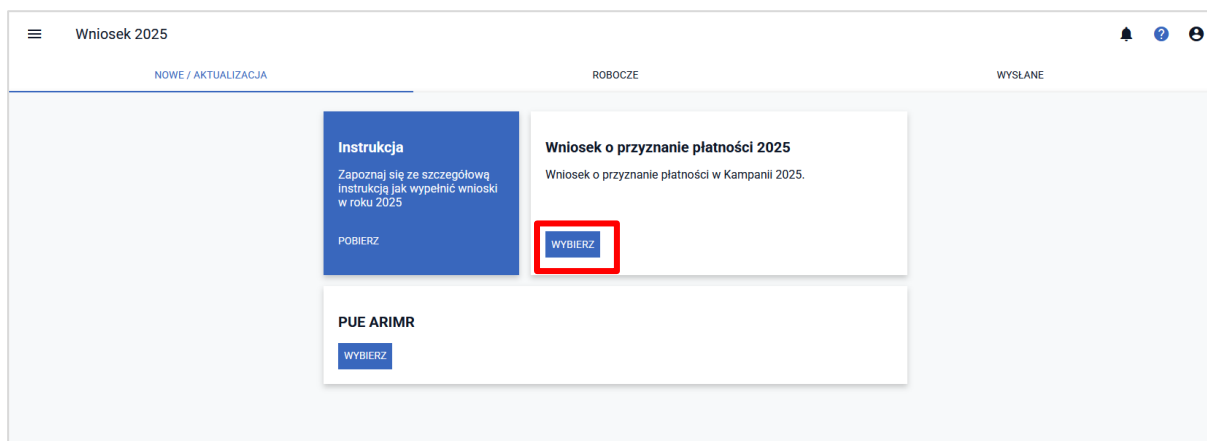 Wniosek 2025
?
NOWE / AKTUALIZACJA
ROBOCZE
WYSŁANE
Instrukcja
Zapoznaj się ze szczegółową
instrukcją jak wypełnić wnioski
w roku 2025
POBIERZ
Wniosek o przyznanie płatności 2025
Wniosek o przyznanie płatności w Kampanii 2025.
WYBIERZ
PUE ARIMR
WYBIERZ